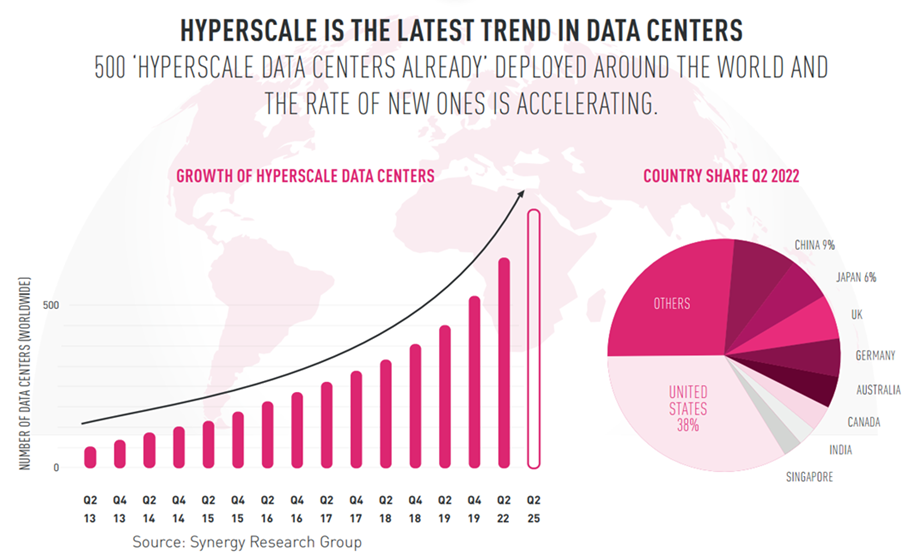 HYPERSCALE IS THE LATEST TREND IN DATA CENTERS
500 'HYPERSCALE DATA CENTERS ALREADY' DEPLOYED AROUND THE WORLD AND
THE RATE OF NEW ONES IS ACCELERATING.
GROWTH OF HYPERSCALE DATA CENTERS
NUMBER OF DATA CENTERS (WORLDWIDE)
500
0
Q2 Q4 Q2 Q4 Q2 Q4 Q2 Q4 Q2 Q4 Q2 Q4 Q2 Q4 Q2 Q2
13 13 14 14 15 15 16 16 17 17 18 18 19 19 22 25
Source: Synergy Research Group
COUNTRY SHARE Q2 2022
CHINA 9%
JAPAN 6%
UK
GERMANY
AUSTRALIA
CANADA
INDIA
SINGAPORE
OTHERS
UNITED
STATES
38%